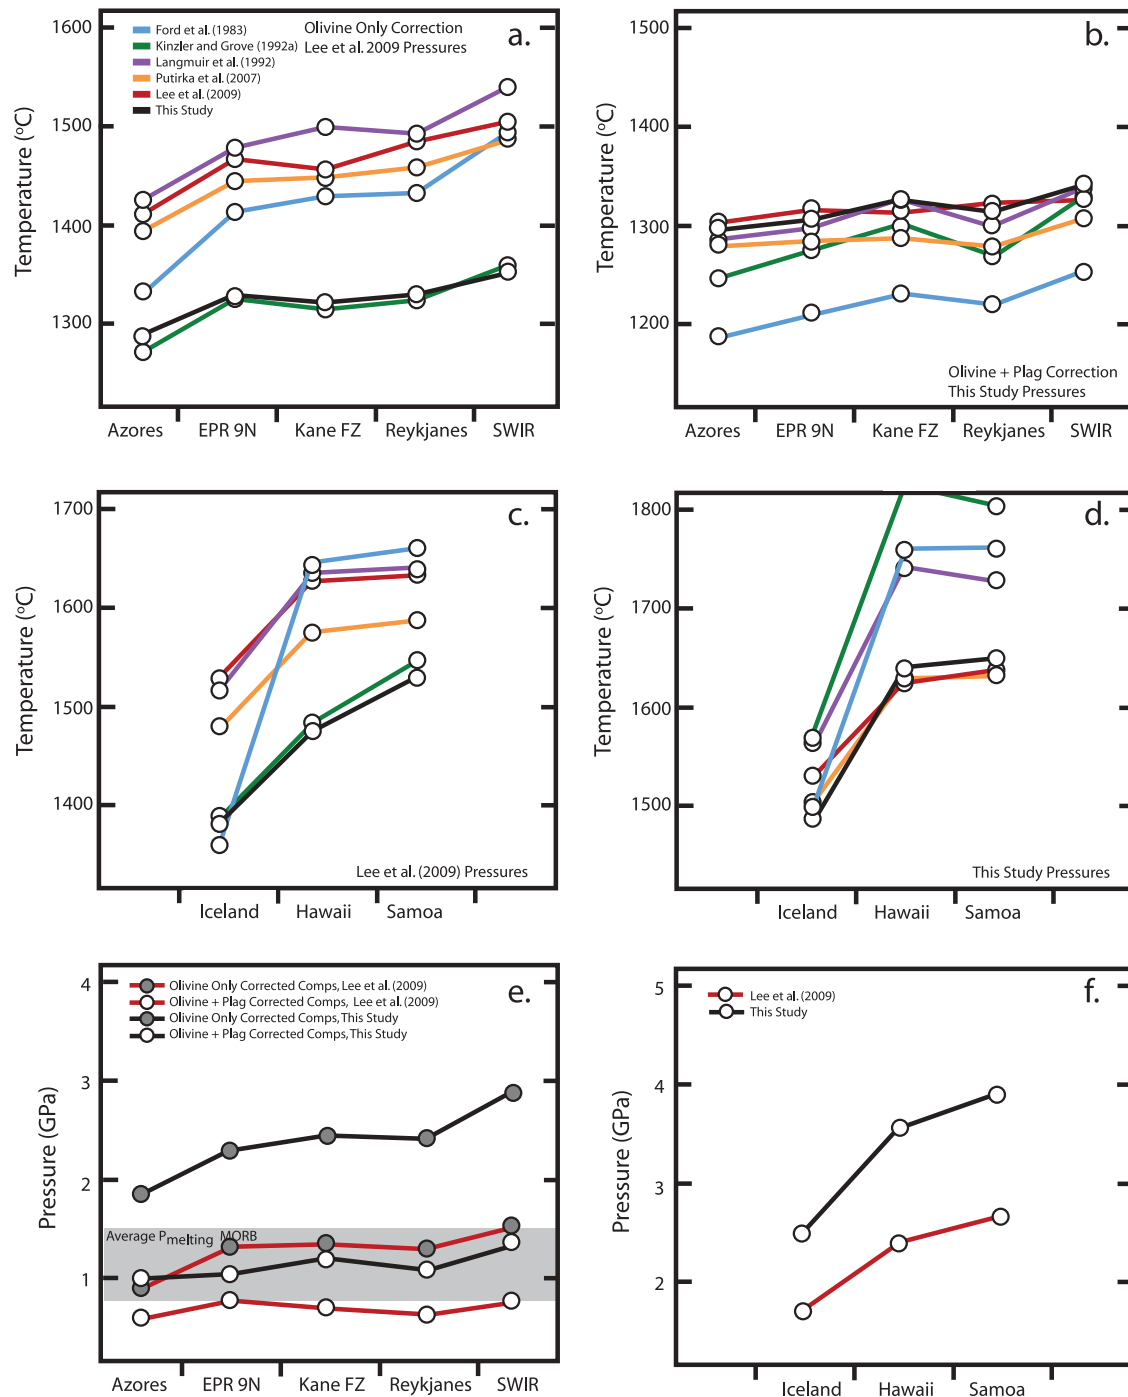 a.
Olivine Only Correction
Lee et al. 2009 Pressures
Ford et al. (1983)
Kinzler and Grove (1992a)
Langmuir et al. (1992)
Putirka et al. (2007)
Lee et al. (2009)
This Study
Temperature (°C)
1600
1500
1400
1300
Azores
EPR 9N
Kane FZ
Reykjanes
SWIR
b.
Temperature (°C)
1500
1400
1300
1200
Olivine + Plag Correction
This Study Pressures
Azores
EPR 9N
Kane FZ
Reykjanes
SWIR
c.
Temperature (°C)
1700
1600
1500
1400
Lee et al. (2009) Pressures
Iceland
Hawaii
Samoa
d.
Temperature (°C)
1800
1700
1600
1500
This Study Pressures
Iceland
Hawaii
Samoa
e.
Olivine Only Corrected Comps, Lee et al. (2009)
Olivine + Plag Corrected Comps, Lee et al. (2009)
Olivine Only Corrected Comps, This Study
Olivine + Plag Corrected Comps, This Study
Pressure (GPa)
4
3
2
1
Average Pmelting MORB
Azores
EPR 9N
Kane FZ
Reykjanes
SWIR
f.
Lee et al. (2009)
This Study
Pressure (GPa)
5
4
3
2
Iceland
Hawaii
Samoa